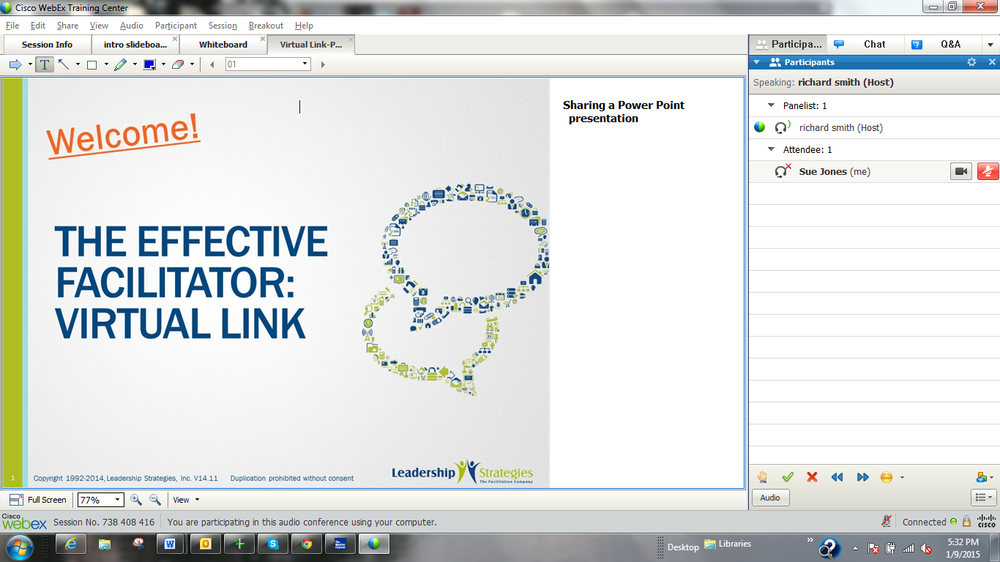 Cisco WebEx Training Center
File Edit Share View Audio Participant Session Breakout Help
Session Info intro slideboa... Whiteboard Virtual Link-P...
Participa... Chat Q&A
T 01
Participants
Speaking: richard smith (Host)
Panelist: 1
richard smith (Host)
Attendee: 1
Sue Jones (me)
Sharing a Power Point
presentation
Welcome!
THE EFFECTIVE
FACILITATOR:
VIRTUAL LINK
Leadership Strategies
The Facilitation Company
1 Copyright 1992-2014, Leadership Strategies, Inc. V14.11 Duplication prohibited without consent
Audio
Full Screen 77% View
Cisco webex Session No. 738 408 416 You are participating in this audio conference using your computer. Connected CISCO
Desktop Libraries
5:32 PM
1/9/2015